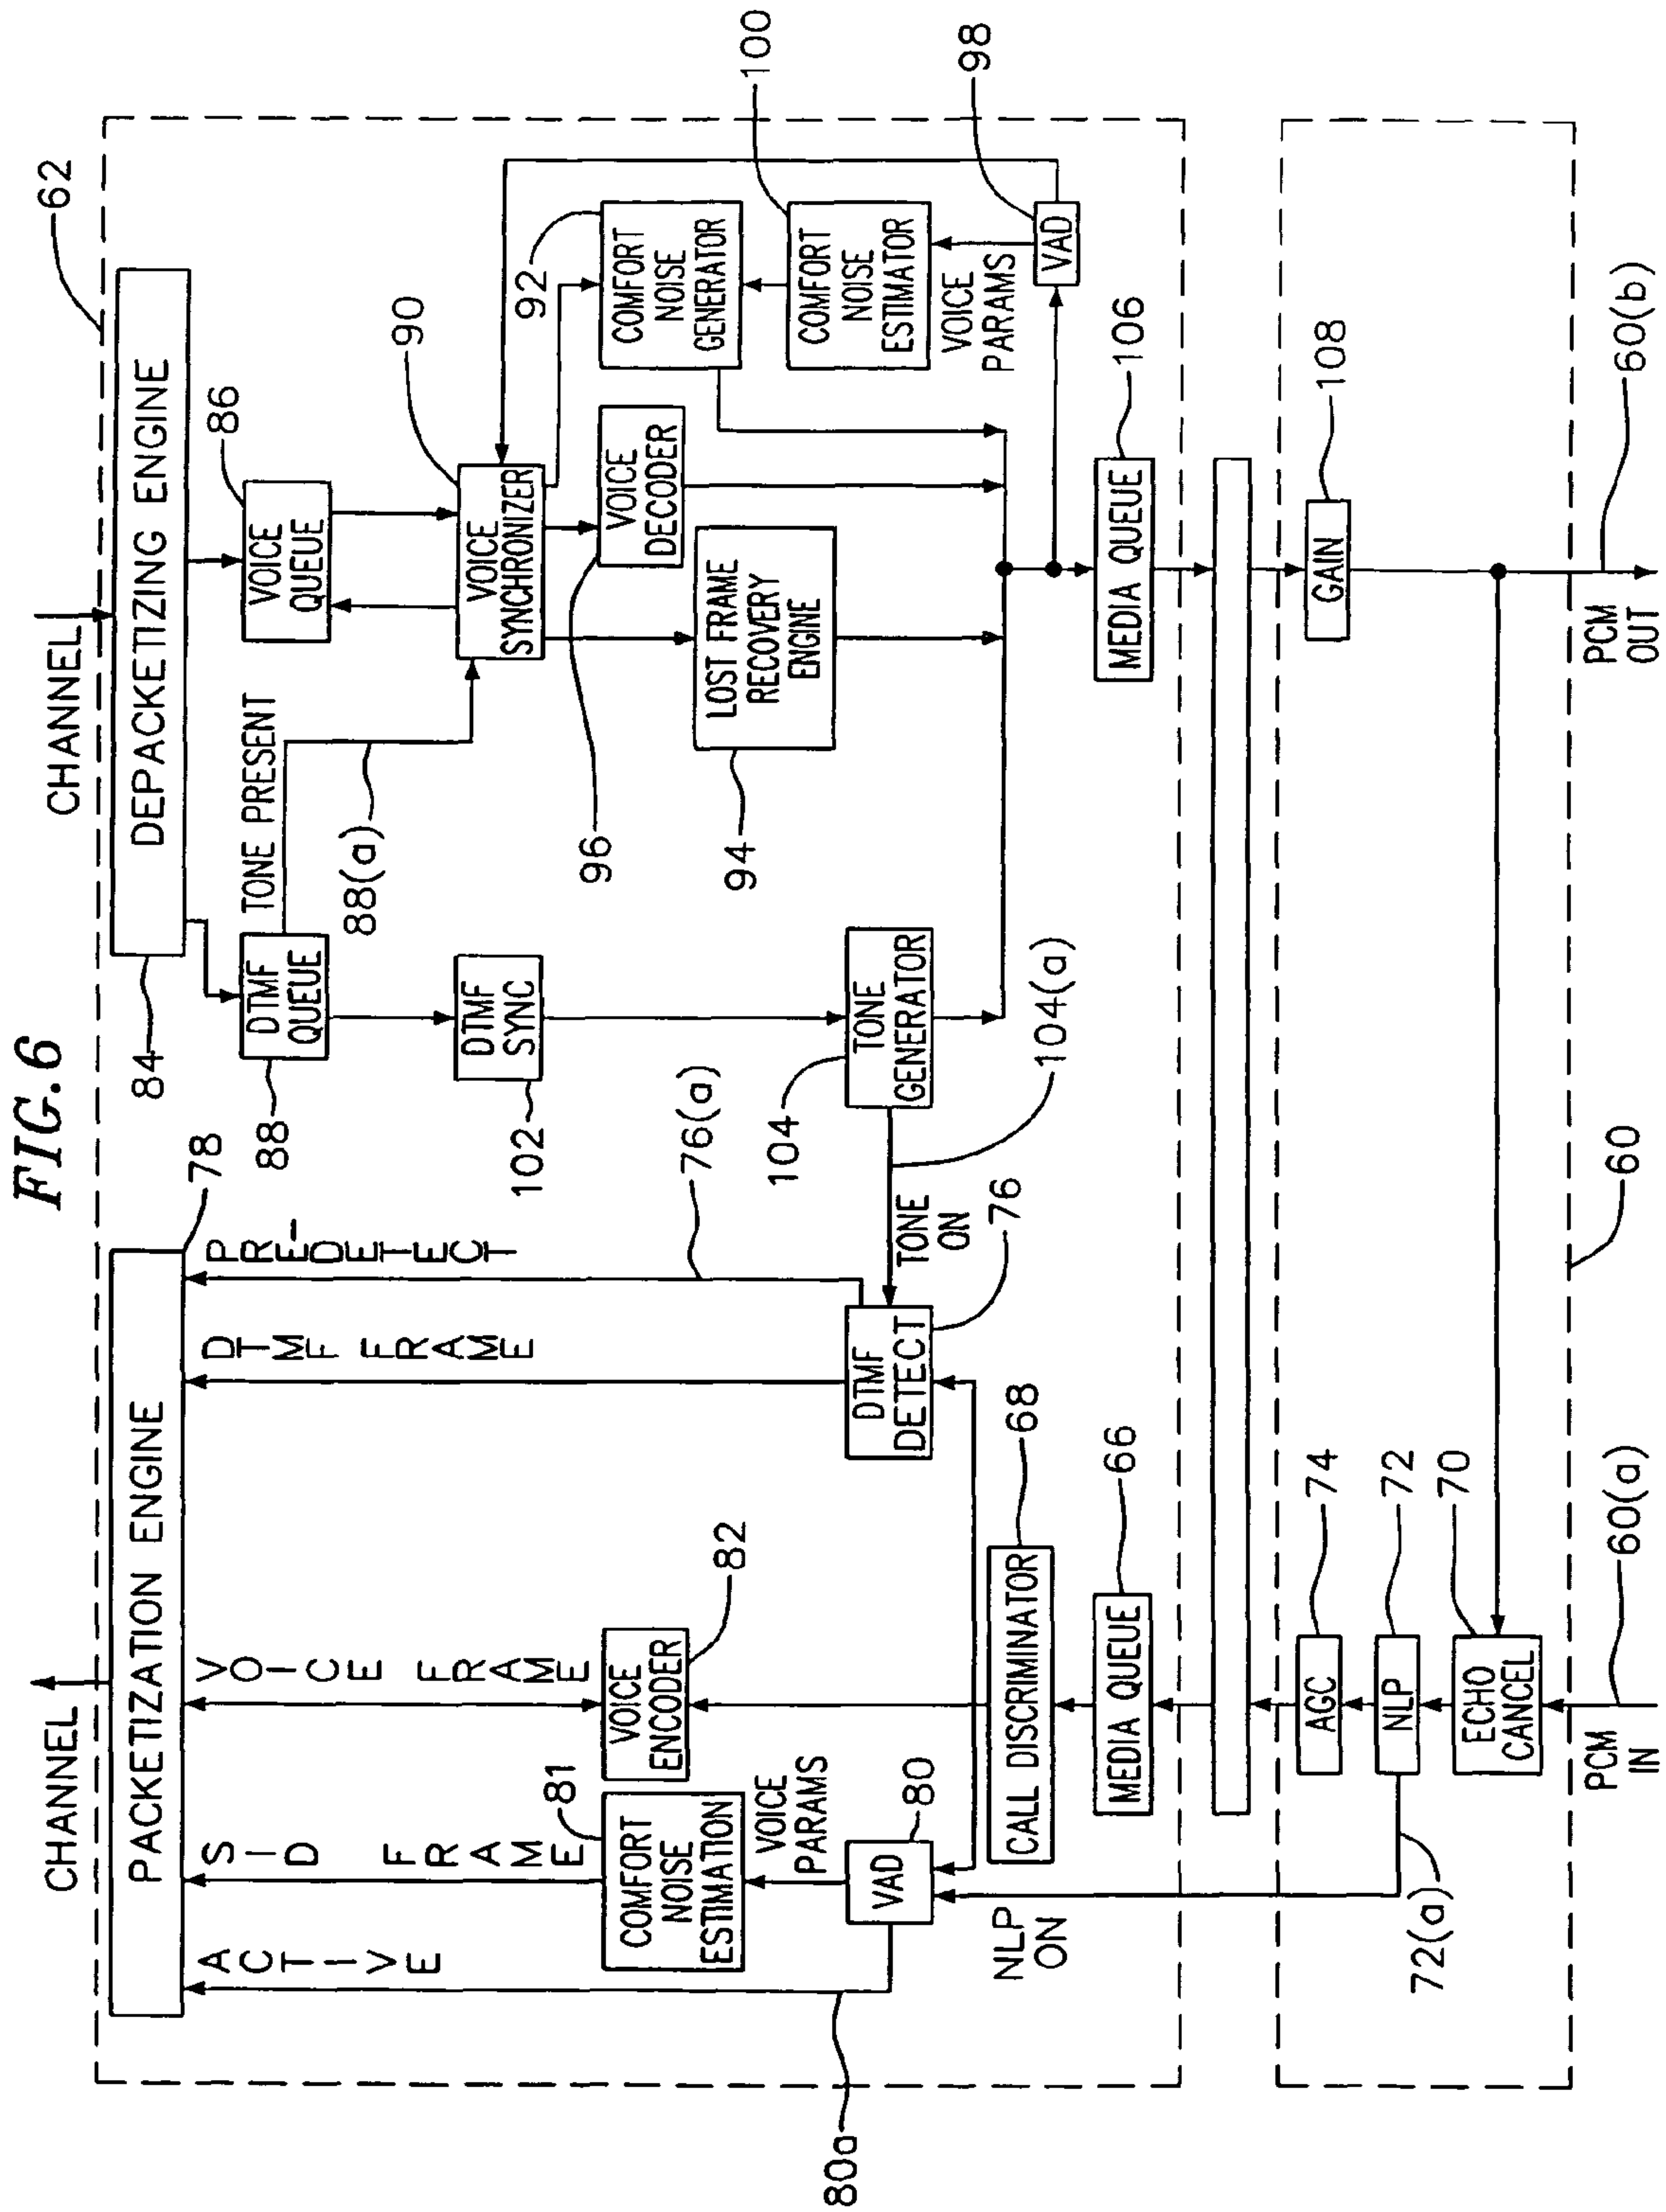 FIG.6
CHANNEL
CHANNEL
62
PACKETIZATION ENGINE
78
84
DEPACKETIZING ENGINE
ACTIVE
SID FRAME
VOICE FRAME
DTMF FRAME
PRE-DETECT
76(a)
88
DTMF
QUEUE
TONE PRESENT
88(a)
VOICE
QUEUE
86
90
102
DTMF
SYNC
VOICE
SYNCHRONIZER
92
COMFORT
NOISE
GENERATOR
100
81
COMFORT
NOISE
ESTIMATION
VOICE
ENCODER
82
96
VOICE
DECODER
94
LOST FRAME
RECOVERY
ENGINE
COMFORT
NOISE
ESTIMATOR
VOICE
PARAMS
VOICE
PARAMS
98
VAD
80a
VAD
80
DTMF
DETECT
76
TONE
ON
104
TONE
GENERATOR
104(a)
NLP
ON
CALL DISCRIMINATOR
68
MEDIA QUEUE
66
MEDIA QUEUE
106
72(a)
AGC
74
NLP
72
ECHO
CANCEL
70
GAIN
108
PCM
IN
60(a)
60
PCM
OUT
60(b)